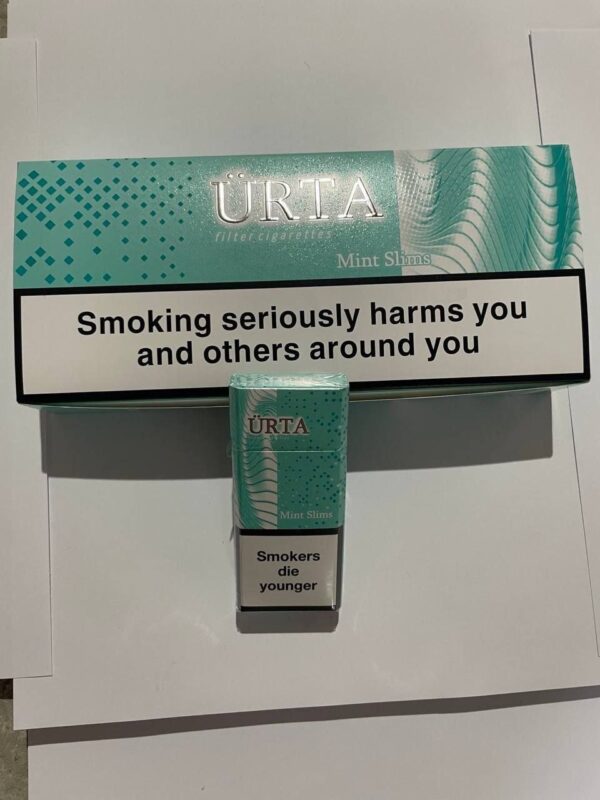 ÜRTA
filter cigarettes
Mint Slims
Smoking seriously harms you
and others around you
ÜRTA
Mint Slims
Smokers
die
younger